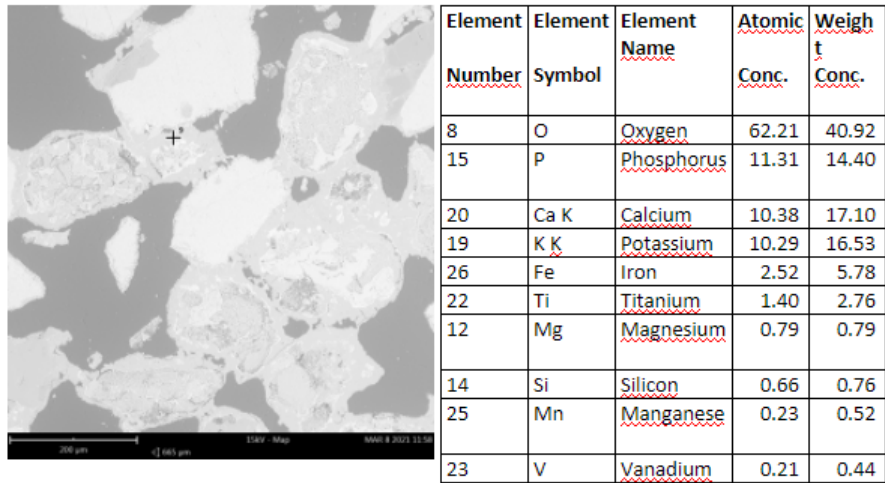 Element Number Element Symbol Element Name Atomic Conc. Weight Conc.
8 O Oxygen 62.21 40.92
15 P Phosphorus 11.31 14.40
20 Ca K Calcium 10.38 17.10
19 K K Potassium 10.29 16.53
26 Fe Iron 2.52 5.78
22 Ti Titanium 1.40 2.76
12 Mg Magnesium 0.79 0.79
14 Si Silicon 0.66 0.76
25 Mn Manganese 0.23 0.52
23 V Vanadium 0.21 0.44
200 µm 665 µm 15kV - Map MAR 8 2021 11:58